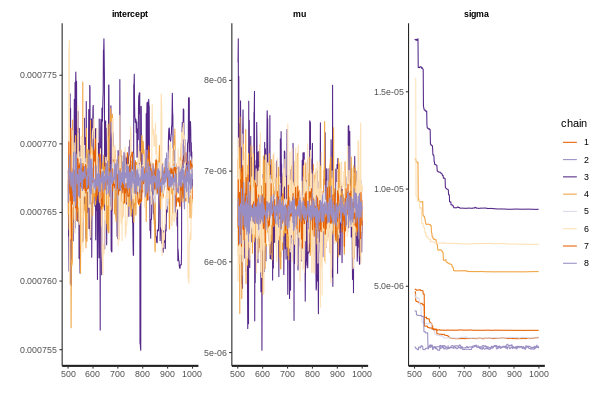 intercept
mu
sigma
0.000775
0.000770
0.000765
0.000760
0.000755
8e-06
7e-06
6e-06
5e-06
1.5e-05
1.0e-05
5.0e-06
500 600 700 800 900 1000
500 600 700 800 900 1000
500 600 700 800 900 1000
chain
1
2
3
4
5
6
7
8